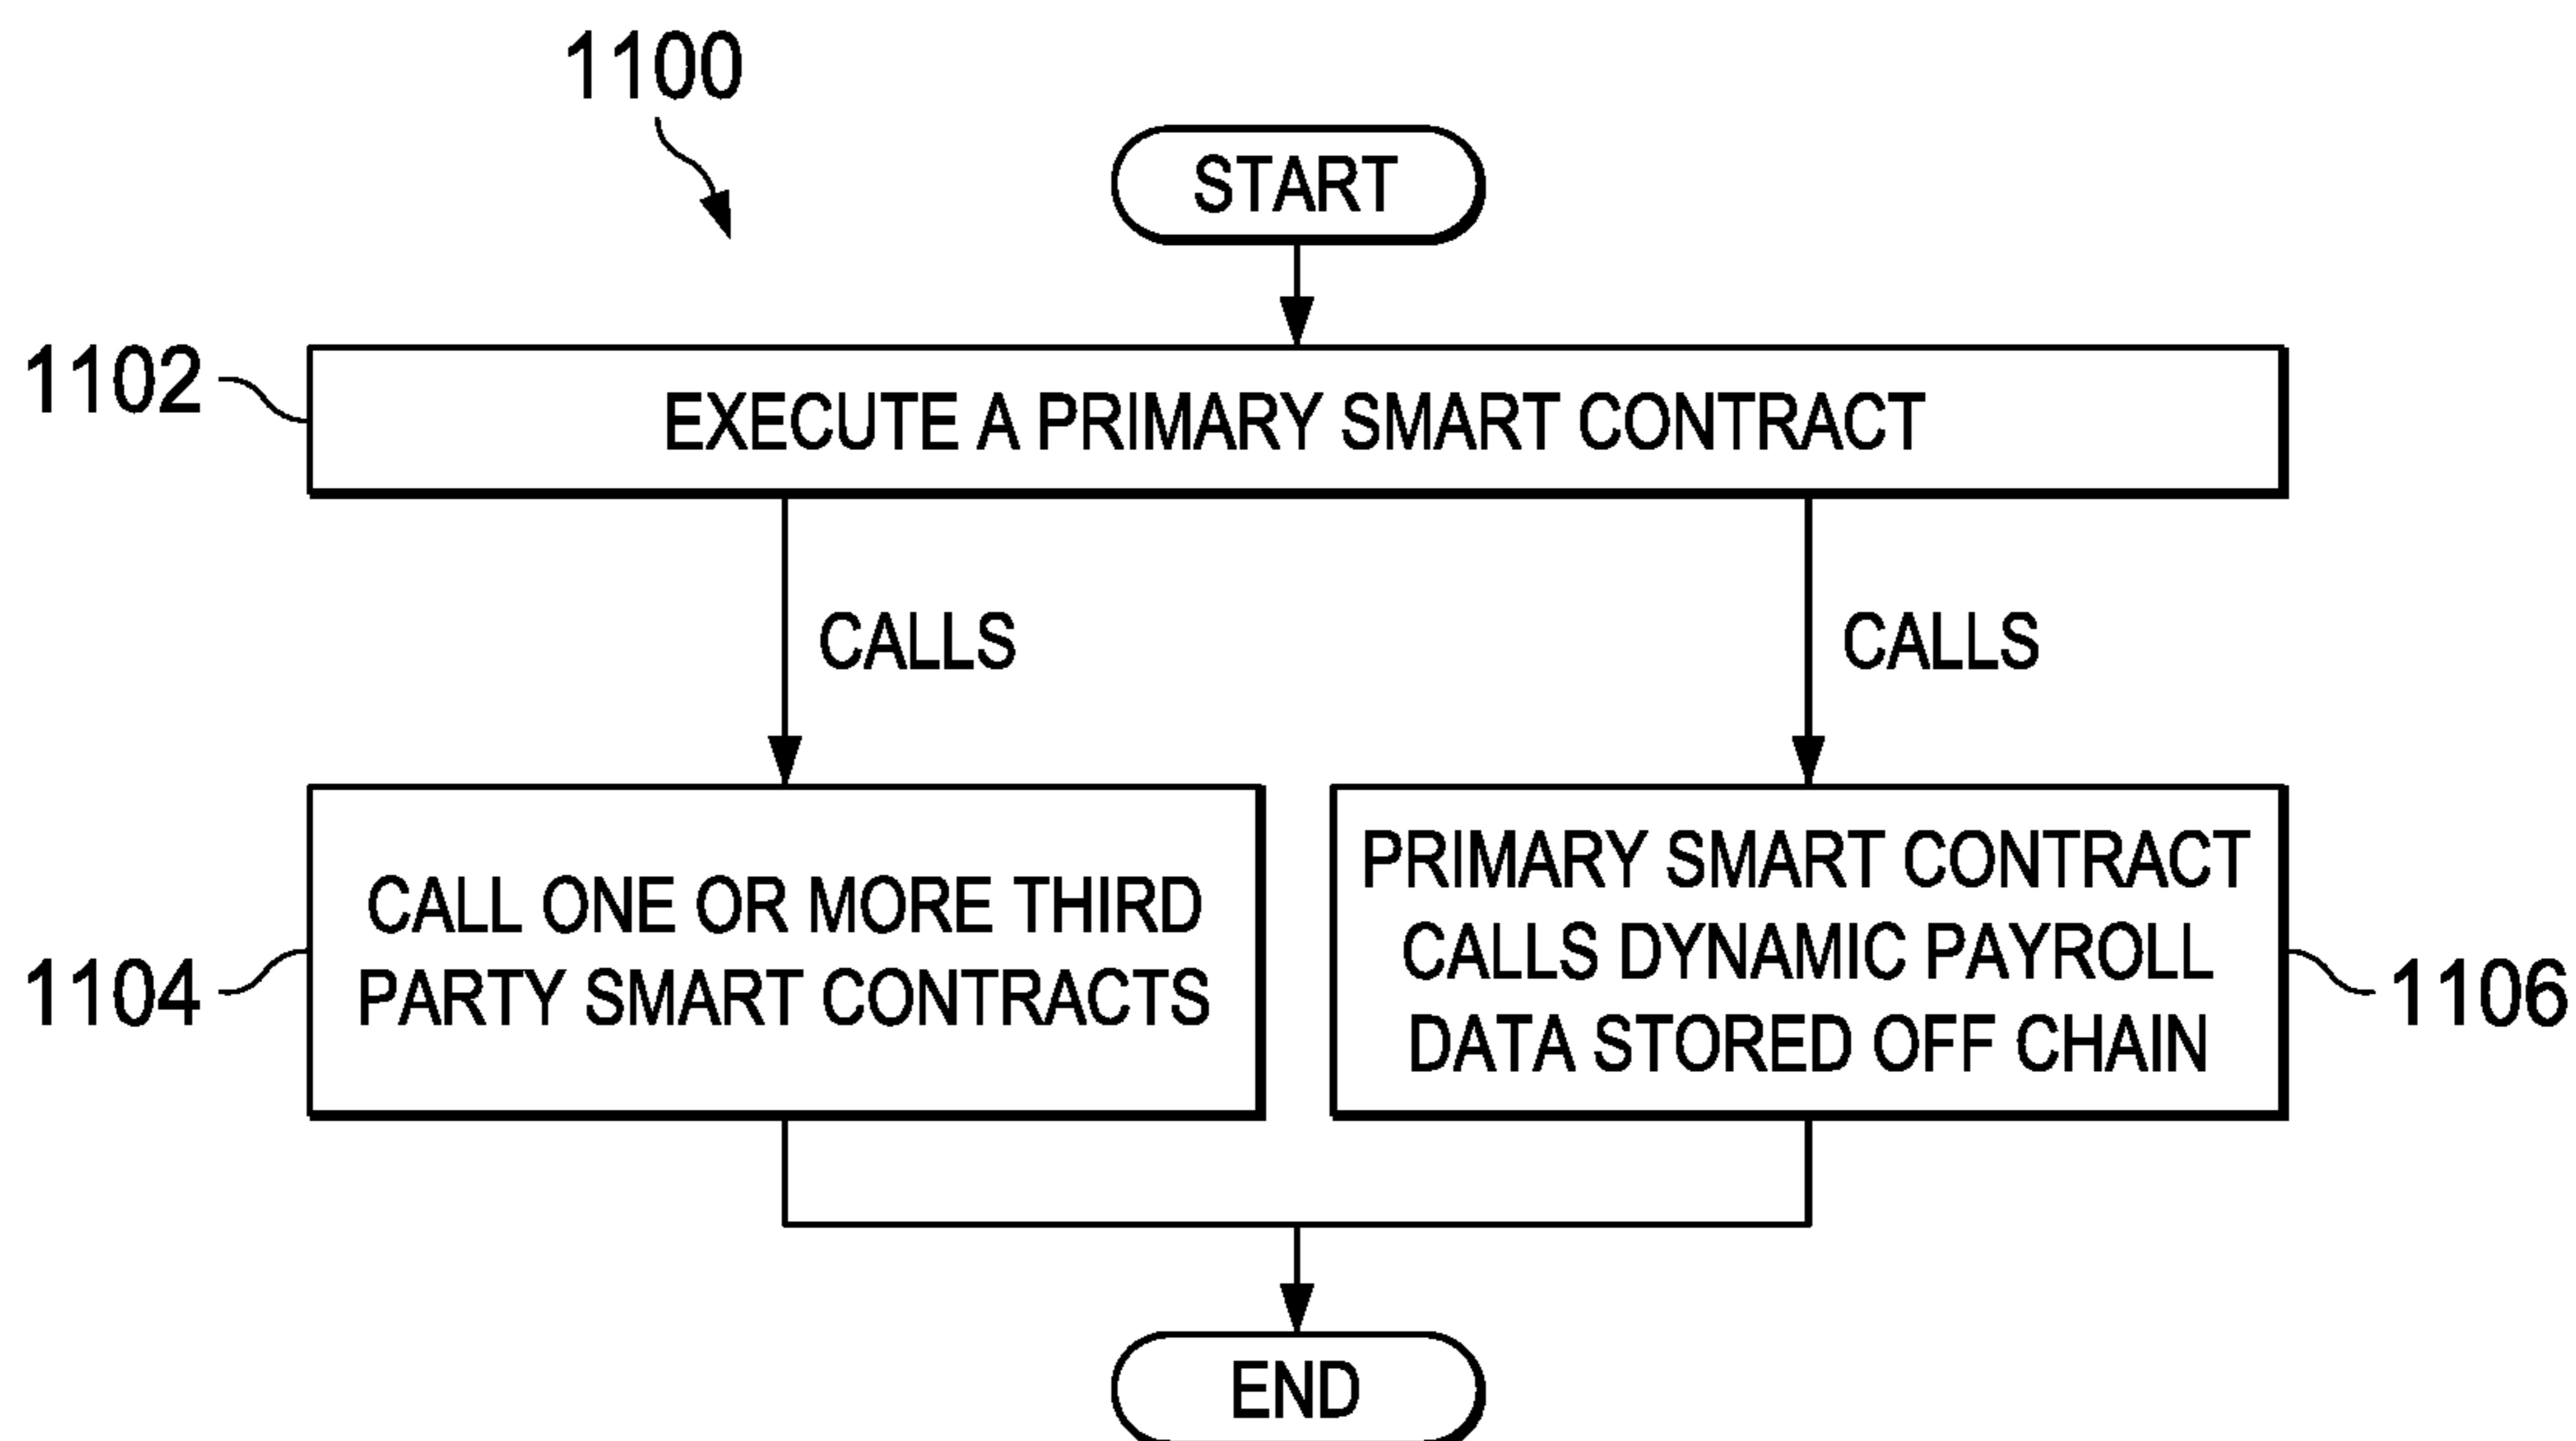 1100
START
1102
EXECUTE A PRIMARY SMART CONTRACT
CALLS
CALLS
1104
CALL ONE OR MORE THIRD
PARTY SMART CONTRACTS
PRIMARY SMART CONTRACT
CALLS DYNAMIC PAYROLL
DATA STORED OFF CHAIN
1106
END